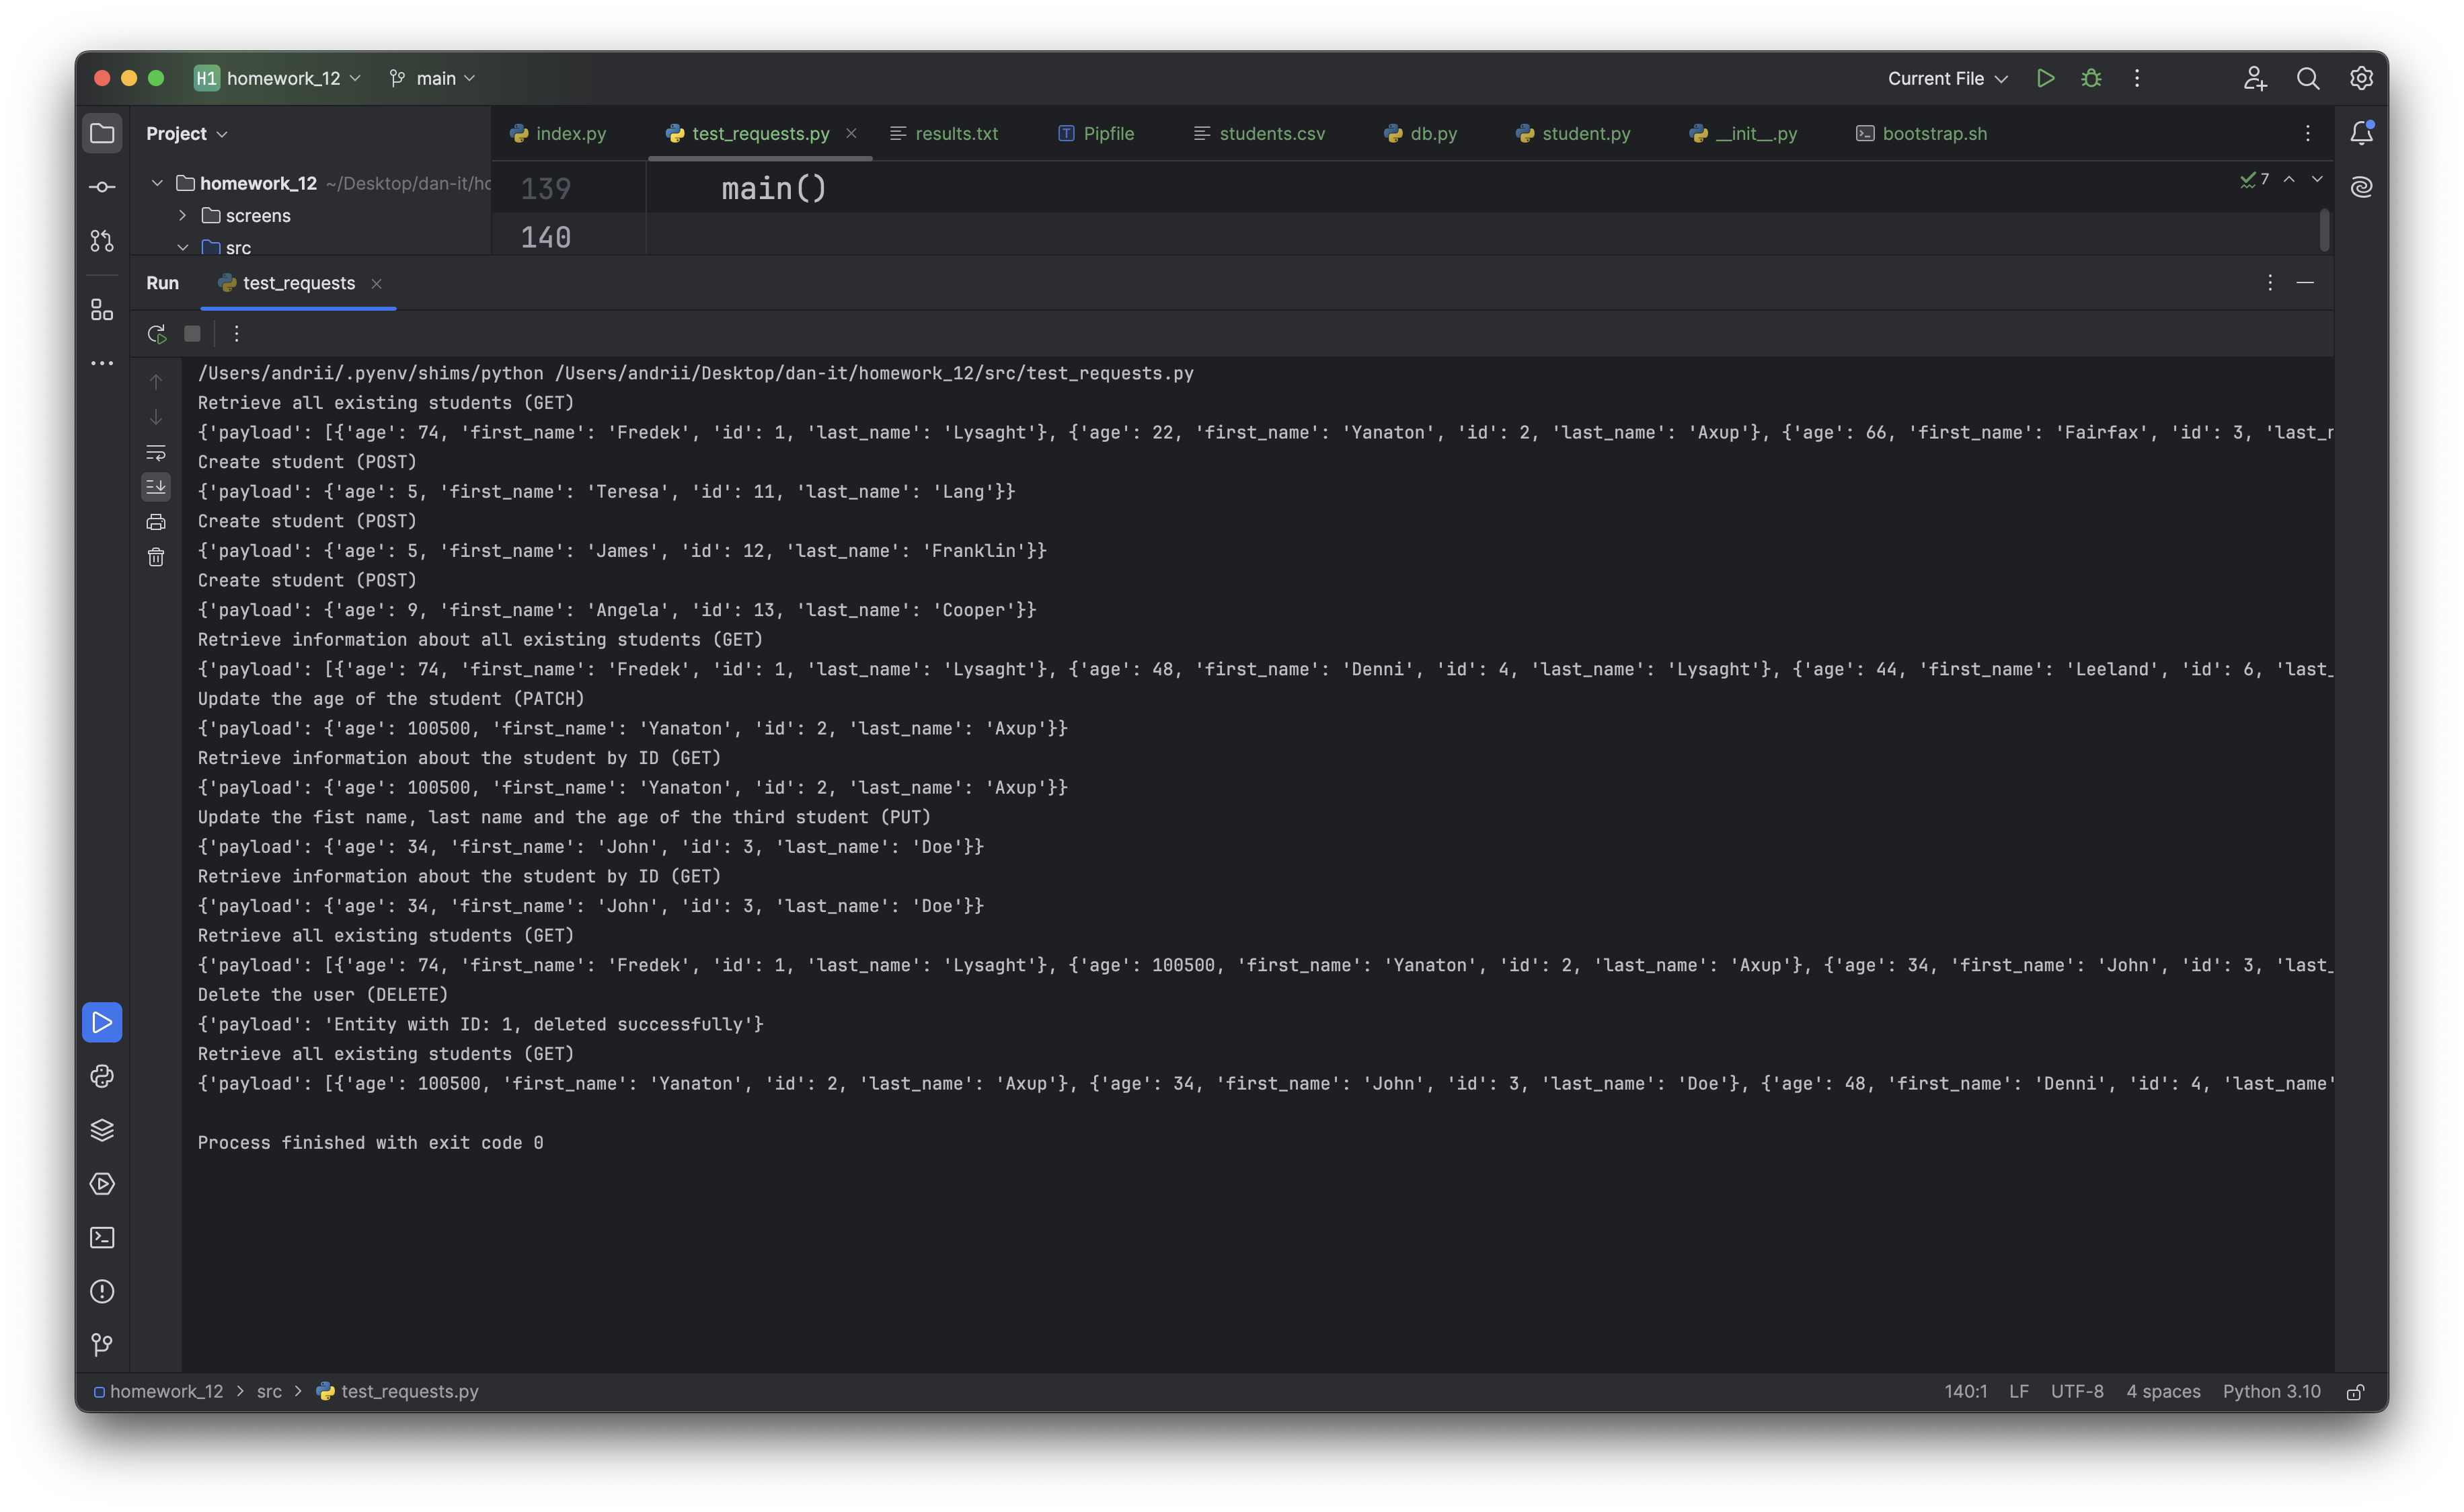 H1 homework_12 main Current File
Project
index.py test_requests.py results.txt Pipfile students.csv db.py student.py __init__.py bootstrap.sh
homework_12 ~/Desktop/dan-it/ho
139 main() 7
screens
140
src
Run test_requests
/Users/andrii/.pyenv/shims/python /Users/andrii/Desktop/dan-it/homework_12/src/test_requests.py
Retrieve all existing students (GET)
{'payload': [{'age': 74, 'first_name': 'Fredek', 'id': 1, 'last_name': 'Lysaght'}, {'age': 22, 'first_name': 'Yanaton', 'id': 2, 'last_name': 'Axup'}, {'age': 66, 'first_name': 'Fairfax', 'id': 3, 'last_n
Create student (POST)
{'payload': {'age': 5, 'first_name': 'Teresa', 'id': 11, 'last_name': 'Lang'}}
Create student (POST)
{'payload': {'age': 5, 'first_name': 'James', 'id': 12, 'last_name': 'Franklin'}}
Create student (POST)
{'payload': {'age': 9, 'first_name': 'Angela', 'id': 13, 'last_name': 'Cooper'}}
Retrieve information about all existing students (GET)
{'payload': [{'age': 74, 'first_name': 'Fredek', 'id': 1, 'last_name': 'Lysaght'}, {'age': 48, 'first_name': 'Denni', 'id': 4, 'last_name': 'Lysaght'}, {'age': 44, 'first_name': 'Leeland', 'id': 6, 'last_
Update the age of the student (PATCH)
{'payload': {'age': 100500, 'first_name': 'Yanaton', 'id': 2, 'last_name': 'Axup'}}
Retrieve information about the student by ID (GET)
{'payload': {'age': 100500, 'first_name': 'Yanaton', 'id': 2, 'last_name': 'Axup'}}
Update the fist name, last name and the age of the third student (PUT)
{'payload': {'age': 34, 'first_name': 'John', 'id': 3, 'last_name': 'Doe'}}
Retrieve information about the student by ID (GET)
{'payload': {'age': 34, 'first_name': 'John', 'id': 3, 'last_name': 'Doe'}}
Retrieve all existing students (GET)
{'payload': [{'age': 74, 'first_name': 'Fredek', 'id': 1, 'last_name': 'Lysaght'}, {'age': 100500, 'first_name': 'Yanaton', 'id': 2, 'last_name': 'Axup'}, {'age': 34, 'first_name': 'John', 'id': 3, 'last_
Delete the user (DELETE)
{'payload': 'Entity with ID: 1, deleted successfully'}
Retrieve all existing students (GET)
{'payload': [{'age': 100500, 'first_name': 'Yanaton', 'id': 2, 'last_name': 'Axup'}, {'age': 34, 'first_name': 'John', 'id': 3, 'last_name': 'Doe'}, {'age': 48, 'first_name': 'Denni', 'id': 4, 'last_name'
Process finished with exit code 0
homework_12 > src > test_requests.py 140:1 LF UTF-8 4 spaces Python 3.10